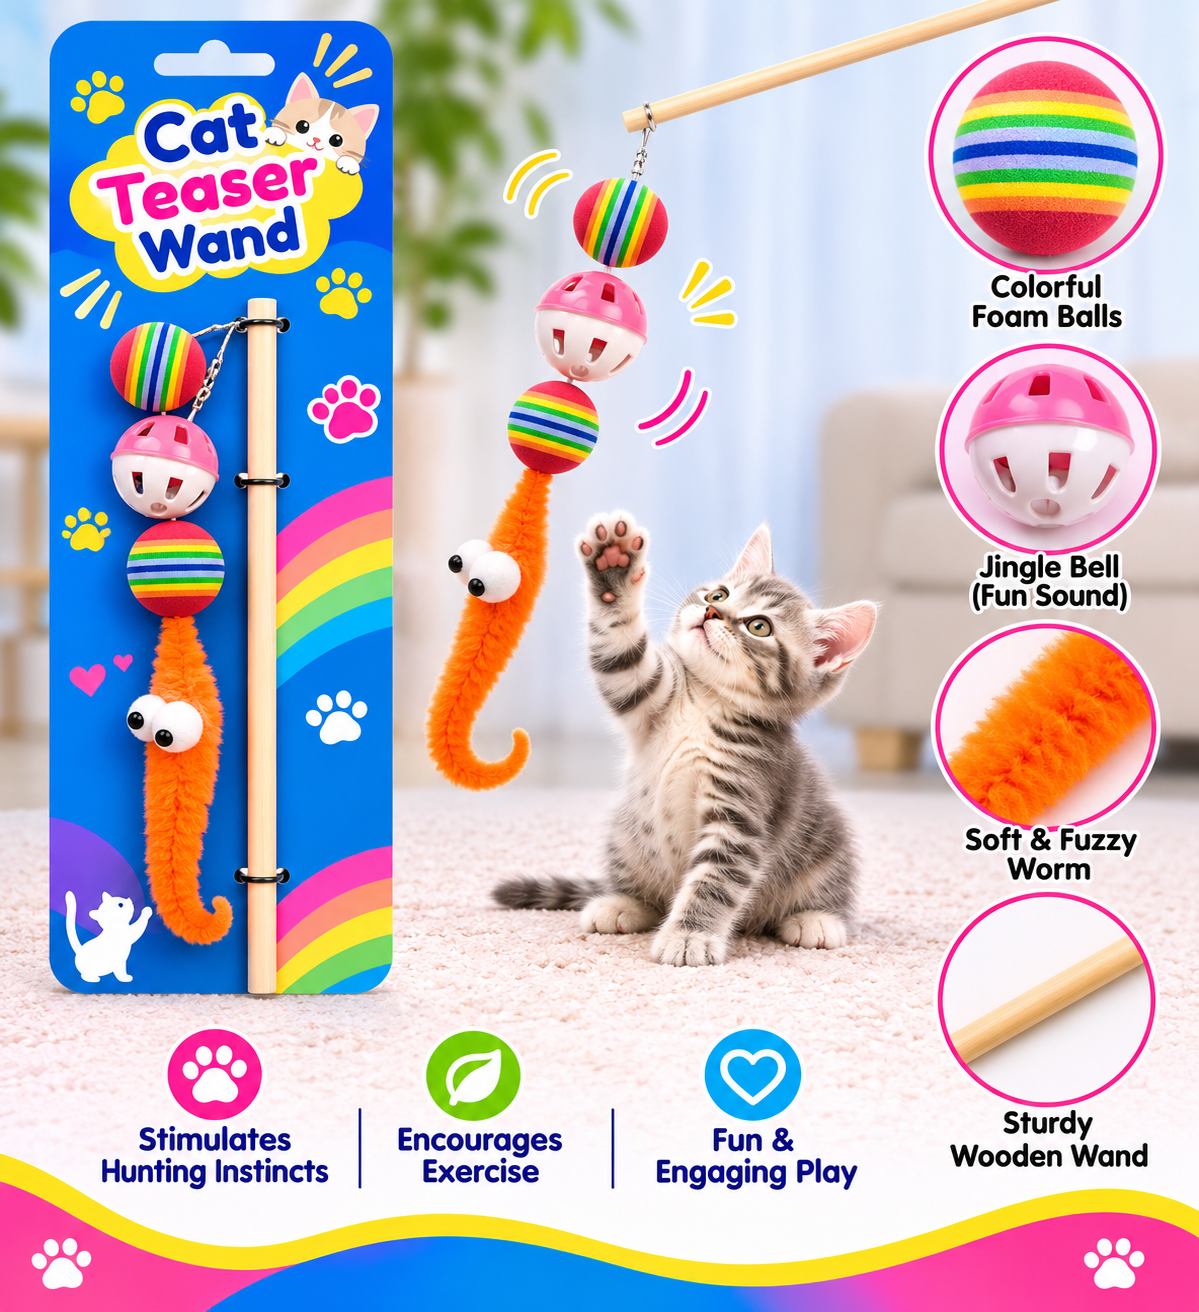 Cat
Teaser
Wand
Colorful
Foam Balls
Jingle Bell
(Fun Sound)
Soft & Fuzzy
Worm
Sturdy
Wooden Wand
Stimulates
Hunting Instincts
Encourages
Exercise
Fun &
Engaging Play